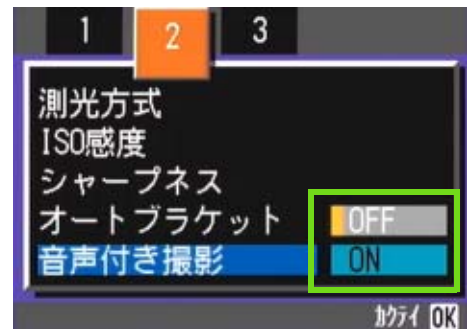 1 2 3
測光方式
ISO感度
シャープネス
オートブラケット OFF
音声付き撮影 ON
ｶｸﾃｲ OK